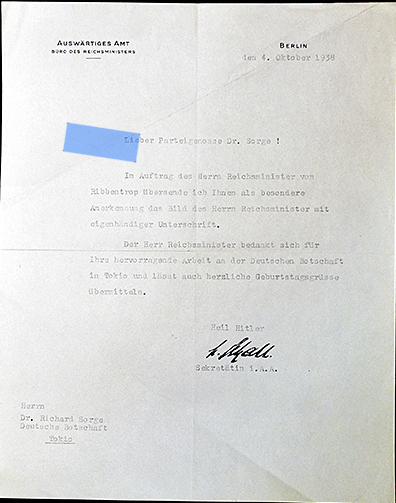 AUSWÄRTIGES AMT
BÜRO DES REICHSMINISTERS
BERLIN
den 4. Oktober 1938
Lieber Parteigenosse Dr. Sorge !
Im Auftrag des Herrn Reichsminister von
Ribbentrop übersende ich Ihnen als besondere
Anerkennung das Bild des Herrn Reichsminister mit
eigenhändiger Unterschrift.
Der Herr Reichsminister bedankt sich für
Ihre hervorragende Arbeit an der Deutschen Botschaft
in Tokio und lässt auch herzliche Geburtstagsgrüsse
übermitteln.
Heil Hitler
Sekretätin i.A.A.
Herrn
Dr. Richard Sorge
Deutsche Botschaft
Tokio